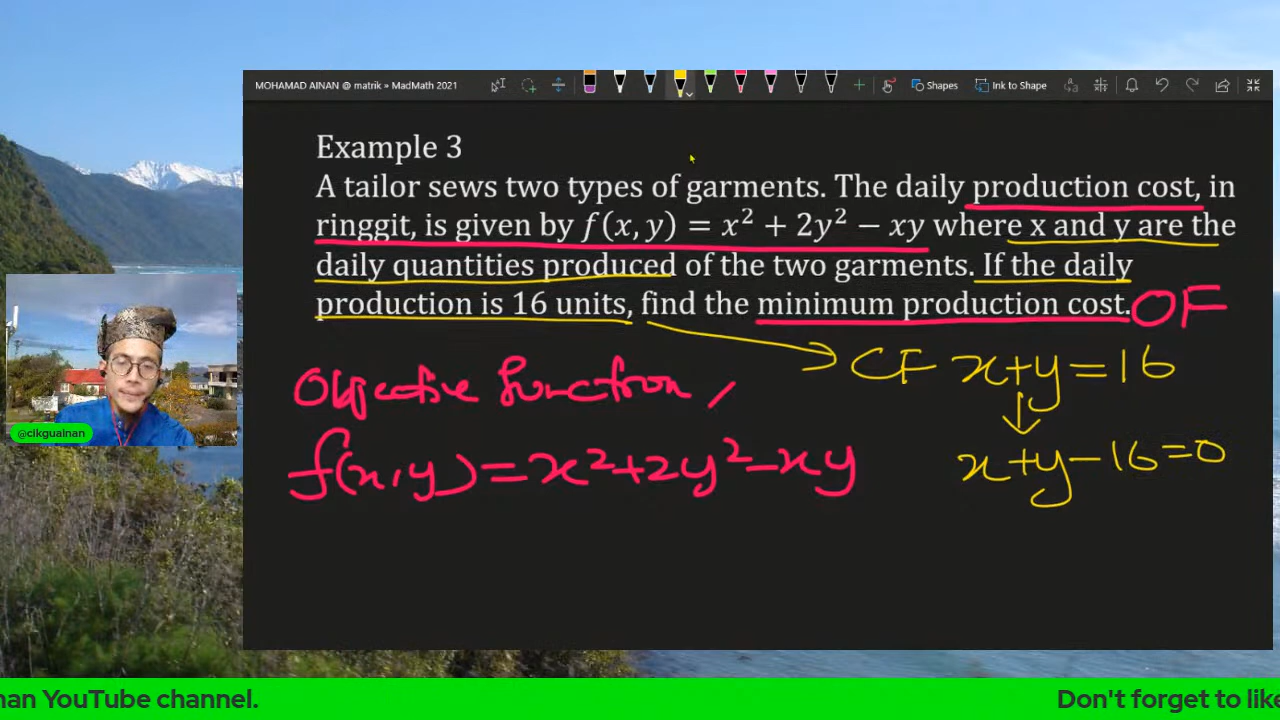 MOHAMAD AINAN @ matrik » MadMath 2021
Shapes
Ink to Shape
Example 3
A tailor sews two types of garments. The daily production cost, in
ringgit, is given by f(x, y) = x² + 2y² − xy where x and y are the
daily quantities produced of the two garments. If the daily
production is 16 units, find the minimum production cost. OF
CF x+y=16
Objective function,
f(x,y)=x²+2y²-xy
x+y-16=0
@cikguainan
nan YouTube channel.
Don't forget to like